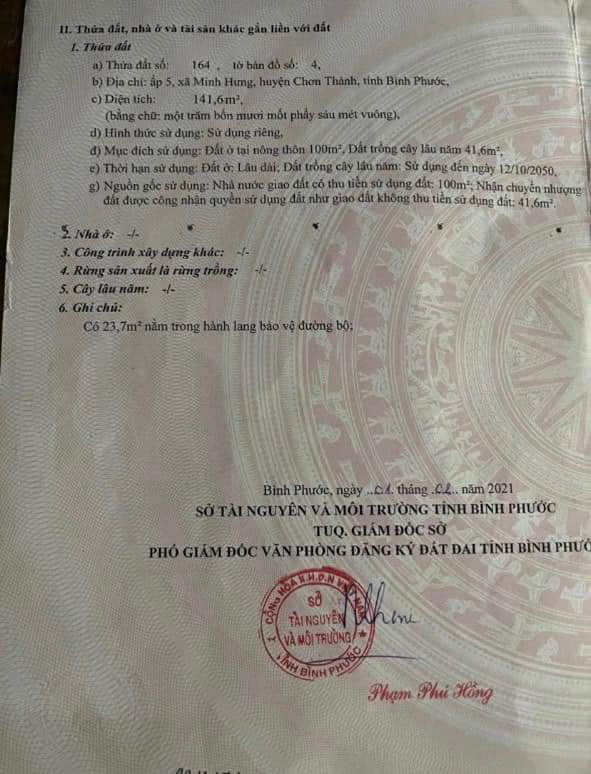 II. Thửa đất, nhà ở và tài sản khác gắn liền với đất
1. Thửa đất
a) Thửa đất số: 164 , tờ bản đồ số: 4,
b) Địa chỉ: ấp 5, xã Minh Hưng, huyện Chơn Thành, tỉnh Bình Phước,
c) Diện tích: 141,6m²,
(bằng chữ: một trăm bốn mươi mốt phẩy sáu mét vuông),
d) Hình thức sử dụng: Sử dụng riêng,
đ) Mục đích sử dụng: Đất ở tại nông thôn 100m², Đất trồng cây lâu năm 41,6m²,
e) Thời hạn sử dụng: Đất ở: Lâu dài; Đất trồng cây lâu năm: Sử dụng đến ngày 12/10/2050,
g) Nguồn gốc sử dụng: Nhà nước giao đất có thu tiền sử dụng đất: 100m²; Nhận chuyển nhượng
đất được công nhận quyền sử dụng đất như giao đất không thu tiền sử dụng đất: 41,6m².
2. Nhà ở: -/-
3. Công trình xây dựng khác: -/-
4. Rừng sản xuất là rừng trồng: -/-
5. Cây lâu năm: -/-
6. Ghi chú:
Có 23,7m² nằm trong hành lang bảo vệ đường bộ;
Bình Phước, ngày ..01. tháng .02.. năm 2021
SỞ TÀI NGUYÊN VÀ MÔI TRƯỜNG TỈNH BÌNH PHƯỚC
TUQ. GIÁM ĐỐC SỞ
PHÓ GIÁM ĐỐC VĂN PHÒNG ĐĂNG KÝ ĐẤT ĐAI TỈNH BÌNH PHƯỚ
CỘNG HÒA X.H.C.N VIỆT NAM
SỞ
TÀI NGUYÊN
VÀ MÔI TRƯỜNG
TỈNH BÌNH PHƯỚC
Phạm Phú Hồng